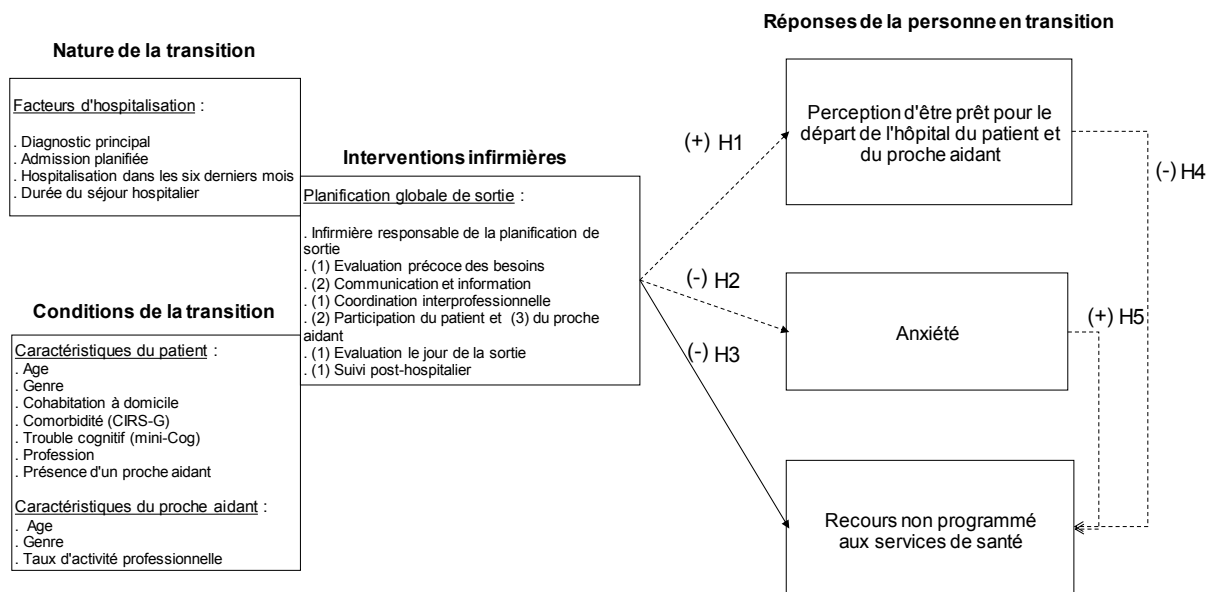 Réponses de la personne en transition
Nature de la transition
Facteurs d'hospitalisation :
. Diagnostic principal
. Admission planifiée
. Hospitalisation dans les six derniers mois
. Durée du séjour hospitalier
Conditions de la transition
Caractéristiques du patient :
. Age
. Genre
. Cohabitation à domicile
. Comorbidité (CIRS-G)
. Trouble cognitif (mini-Cog)
. Profession
. Présence d'un proche aidant
Caractéristiques du proche aidant :
. Age
. Genre
. Taux d'activité professionnelle
Interventions infirmières
Planification globale de sortie :
. Infirmière responsable de la planification de
sortie
. (1) Evaluation précoce des besoins
. (2) Communication et information
. (1) Coordination interprofessionnelle
. (2) Participation du patient et (3) du proche
aidant
. (1) Evaluation le jour de la sortie
. (1) Suivi post-hospitalier
(+) H1
(-) H2
(-) H3
Perception d'être prêt pour le
départ de l'hôpital du patient et
du proche aidant
Anxiété
Recours non programmé
aux services de santé
(-) H4
(+) H5